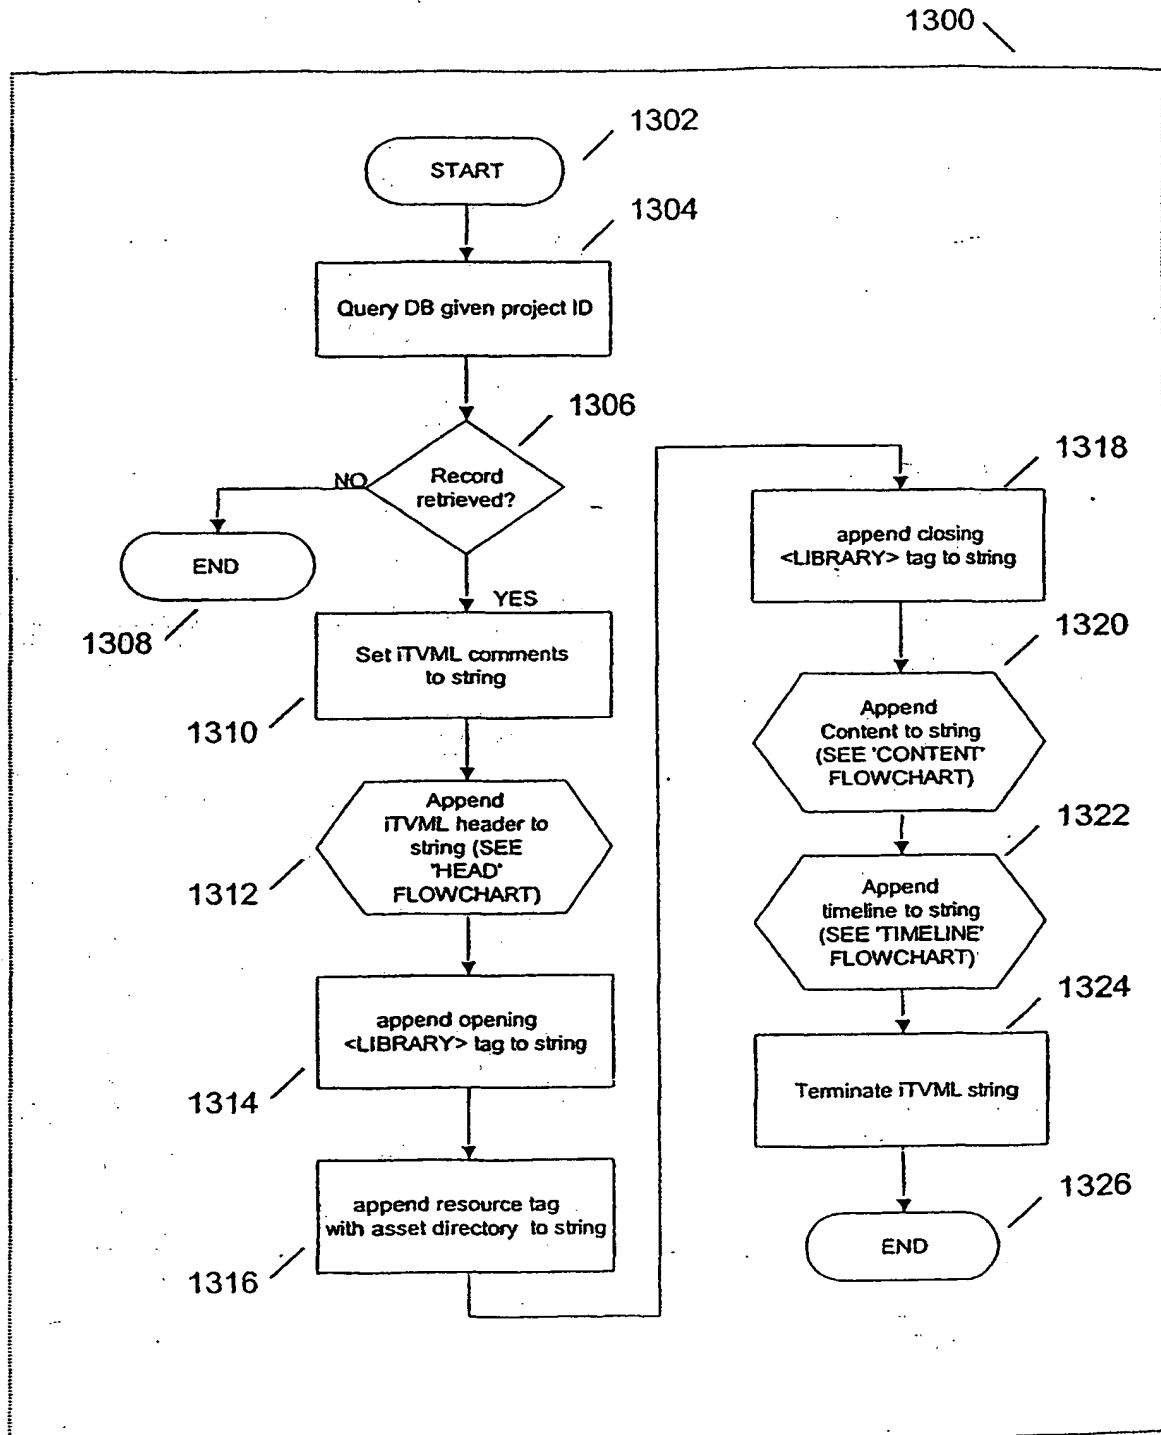 1300
1302
START
1304
Query DB given project ID
1306
Record
retrieved?
NO
END
1308
YES
Set iTVML comments
to string
1310
Append
iTVML header to
string (SEE
'HEAD'
FLOWCHART)
1312
append opening
<LIBRARY> tag to string
1314
append resource tag
with asset directory to string
1316
1318
append closing
<LIBRARY> tag to string
1320
Append
Content to string
(SEE 'CONTENT'
FLOWCHART)
1322
Append
timeline to string
(SEE 'TIMELINE'
FLOWCHART)
1324
Terminate iTVML string
1326
END